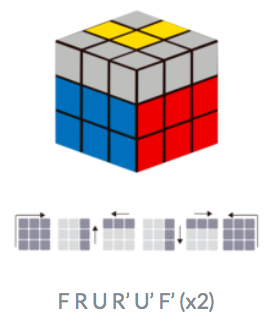 F R U R’ U’ F’ (x2)